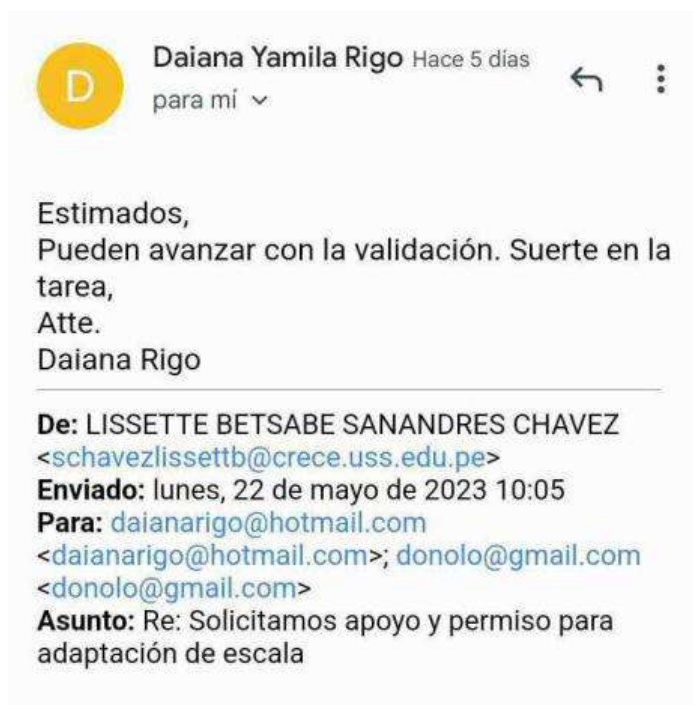 D
Daiana Yamila Rigo Hace 5 días
para mí
Estimados,
Pueden avanzar con la validación. Suerte en la
tarea,
Atte.
Daiana Rigo
De: LISSETTE BETSABE SANANDRES CHAVEZ
<schavezlissettb@crece.uss.edu.pe>
Enviado: lunes, 22 de mayo de 2023 10:05
Para: daianarigo@hotmail.com
<daianarigo@hotmail.com>; donolo@gmail.com
<donolo@gmail.com>
Asunto: Re: Solicitamos apoyo y permiso para
adaptación de escala